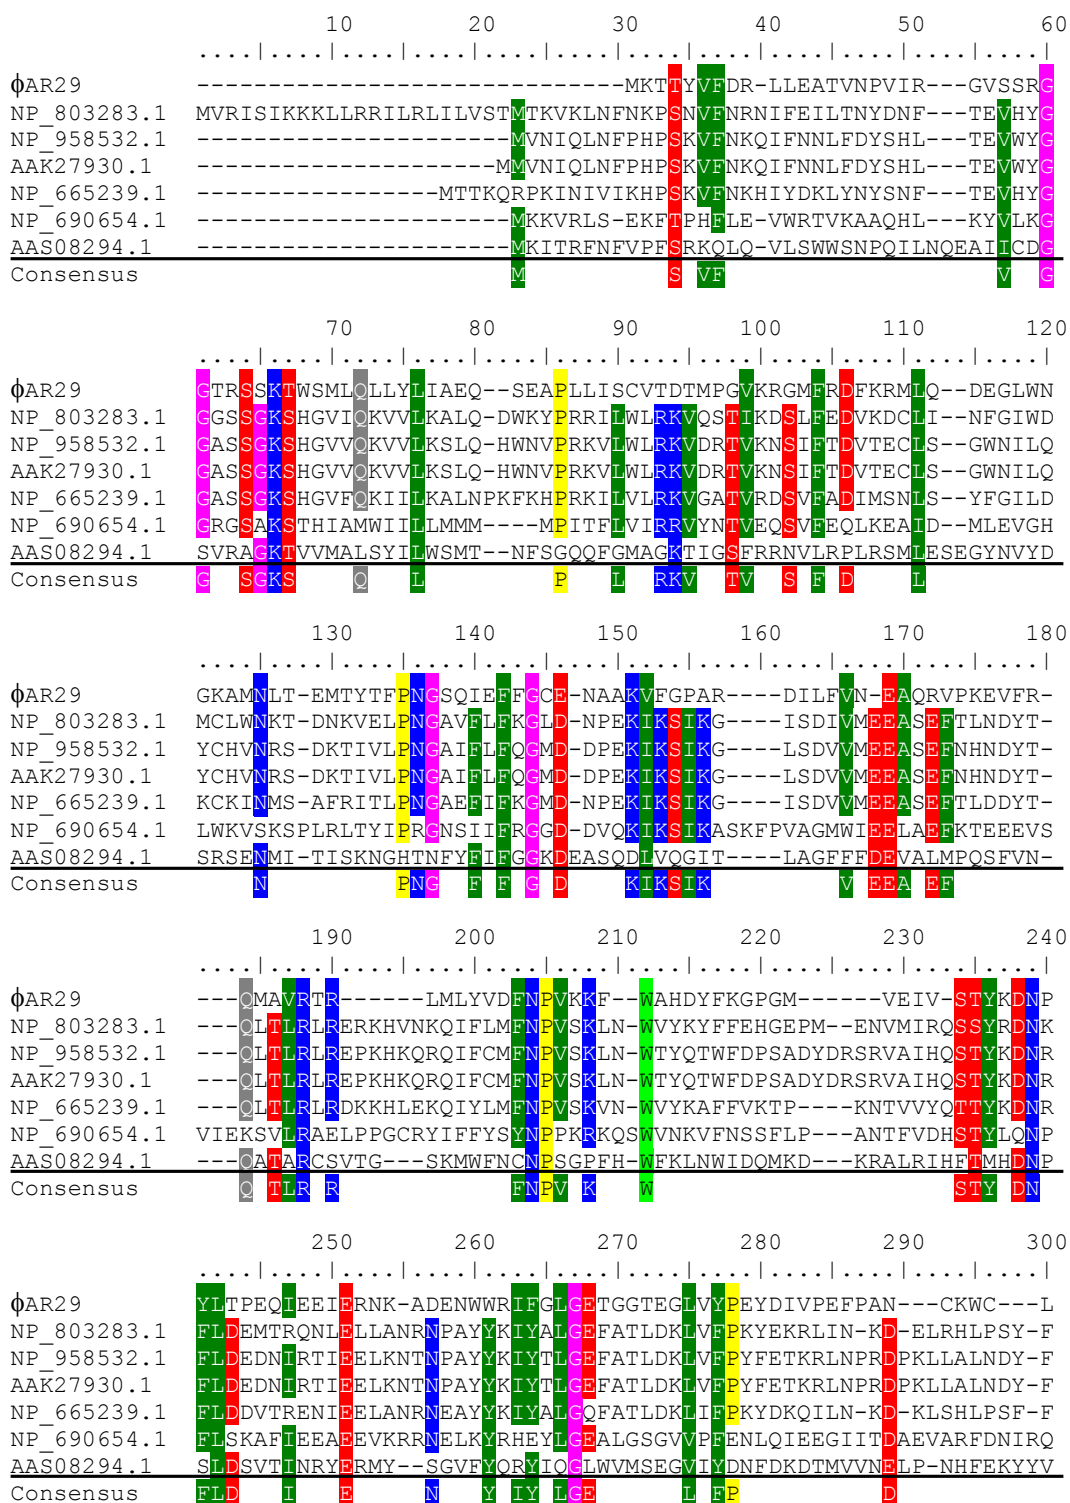 10 20 30 40 50 60
....|....|....|....|....|....|....|....|....|....|....|....|
ϕAR29 ------------------------------MKTTYVFDR-LLEATVNPVIR---GVSSRG
NP_803283.1 MVRISIKKKLLRRILRLILVSTMTKVKLNFNKPSNVFNRNIFEILTNYDNF---TEVHYG
NP_958532.1 ----------------------MVNIQLNFPHPSKVFNKQIFNNLFDYSHL---TEVWYG
AAK27930.1 ---------------------MMVNIQLNFPHPSKVFNKQIFNNLFDYSHL---TEVWYG
NP_665239.1 -----------------MTTKQRPKINIVIKHPSKVFNKHIYDKLYNYSNF---TEVHYG
NP_690654.1 ----------------------MKKVRLS-EKFTPHFLE-VWRTVKAAQHL---KYVLKG
AAS08294.1 ----------------------MKITRFNFVPFSRKQLQ-VLSWWSNPQILNQEAIICDG
Consensus M S VF V G
70 80 90 100 110 120
....|....|....|....|....|....|....|....|....|....|....|....|
ϕAR29 GTRSSKTWSMLQLLYLIAEQ--SEAPLLISCVTDTMPGVKRGMFRDFKRMLQ--DEGLWN
NP_803283.1 GGSSGKSHGVIQKVVLKALQ-DWKYPRRILWLRKVQSTIKDSLFEDVKDCLI--NFGIWD
NP_958532.1 GASSGKSHGVVQKVVLKSLQ-HWNVPRKVLWLRKVDRTVKNSIFTDVTECLS--GWNILQ
AAK27930.1 GASSGKSHGVVQKVVLKSLQ-HWNVPRKVLWLRKVDRTVKNSIFTDVTECLS--GWNILQ
NP_665239.1 GASSGKSHGVFQKIILKALNPKFKHPRKILVLRKVGATVRDSVFADIMSNLS--YFGILD
NP_690654.1 GRGSAKSTHIAMWIILLMMM----MPITFLVIRRVYNTVEQSVFEQLKEAID--MLEVGH
AAS08294.1 SVRAGKTVVMALSYILWSMT--NFSGQQFGMAGKTIGSFRRNVLRPLRSMLESEGYNVYD
Consensus G SGKS Q L P L RKV TV S F D L
130 140 150 160 170 180
....|....|....|....|....|....|....|....|....|....|....|....|
ϕAR29 GKAMNLT-EMTYTFPNGSQIEFFGCE-NAAKVFGPAR----DILFVN-EAQRVPKEVFR-
NP_803283.1 MCLWNKT-DNKVELPNGAVFLFKGLD-NPEKIKSIKG----ISDIVMEEASEFTLNDYT-
NP_958532.1 YCHVNRS-DKTIVLPNGAIFLFQGMD-DPEKIKSIKG----LSDVVMEEASEFNHNDYT-
AAK27930.1 YCHVNRS-DKTIVLPNGAIFLFQGMD-DPEKIKSIKG----LSDVVMEEASEFNHNDYT-
NP_665239.1 KCKINMS-AFRITLPNGAEFIFKGMD-NPEKIKSIKG----ISDVVMEEASEFTLDDYT-
NP_690654.1 LWKVSKSPLRLTYIPRGNSIIFRGGD-DVQKIKSIKASKFPVAGMWIEELAEFKTEEEVS
AAS08294.1 SRSENMI-TISKNGHTNFYFIFGGKDEASQDLVQGIT----LAGFFFDEVALMPQSFVN-
Consensus N PNG F F G D KIKSIK V EEA EF
190 200 210 220 230 240
....|....|....|....|....|....|....|....|....|....|....|....|
ϕAR29 ---QMAVRTR------LMLYVDFNPVKKF--WAHDYFKGPGM------VEIV-STYKDNP
NP_803283.1 ---QLTLRLRERKHVNKQIFLMFNPVSKLN-WVYKYFFEHGEPM--ENVMIRQSSYRDNK
NP_958532.1 ---QLTLRLREPKHKQRQIFCMFNPVSKLN-WTYQTWFDPSADYDRSRVAIHQSTYKDNR
AAK27930.1 ---QLTLRLREPKHKQRQIFCMFNPVSKLN-WTYQTWFDPSADYDRSRVAIHQSTYKDNR
NP_665239.1 ---QLTLRLRDKKHLEKQIYLMFNPVSKVN-WVYKAFFVKTP----KNTVVYQTTYKDNR
NP_690654.1 VIEKSVLRAELPPGCRYIFFYSYNPPKRKQSWVNKVFNSSFLP---ANTFVDHSTYLQNP
AAS08294.1 ---QATARCSVTG---SKMWFNCNPSGPFH-WFKLNWIDQMKD---KRALRIHFTMHDNP
Consensus Q TLR R FNPV K W STY DN
250 260 270 280 290 300
....|....|....|....|....|....|....|....|....|....|....|....|
ϕAR29 YLTPEQIEEIERNK-ADENWWRIFGLGETGGTEGLVYPEYDIVPEFPAN---CKWC---L
NP_803283.1 FLDEMTRQNLELLANRNPAYYKIYALGEFATLDKLVFPKYEKRLIN-KD-ELRHLPSY-F
NP_958532.1 FLDEDNIRTIEELKNTNPAYYKIYTLGEFATLDKLVFPYFETKRLNPRDPKLLALNDY-F
AAK27930.1 FLDEDNIRTIEELKNTNPAYYKIYTLGEFATLDKLVFPYFETKRLNPRDPKLLALNDY-F
NP_665239.1 FLDDVTRENIEELANRNEAYYKIYALGQFATLDKLIFPKYDKQILN-KD-KLSHLPSF-F
NP_690654.1 FLSKAFIEEAEEVKRRNELKYRHEYLGEALGSGVVPFENLQIEEGIITDAEVARFDNIRQ
AAS08294.1 SLDSVTINRYERMY--SGVFYQRYIQGLWVMSEGVIYDNFDKDTMVVNELP-NHFEKYYV
Consensus FLD I E N Y IY LGE L FP D